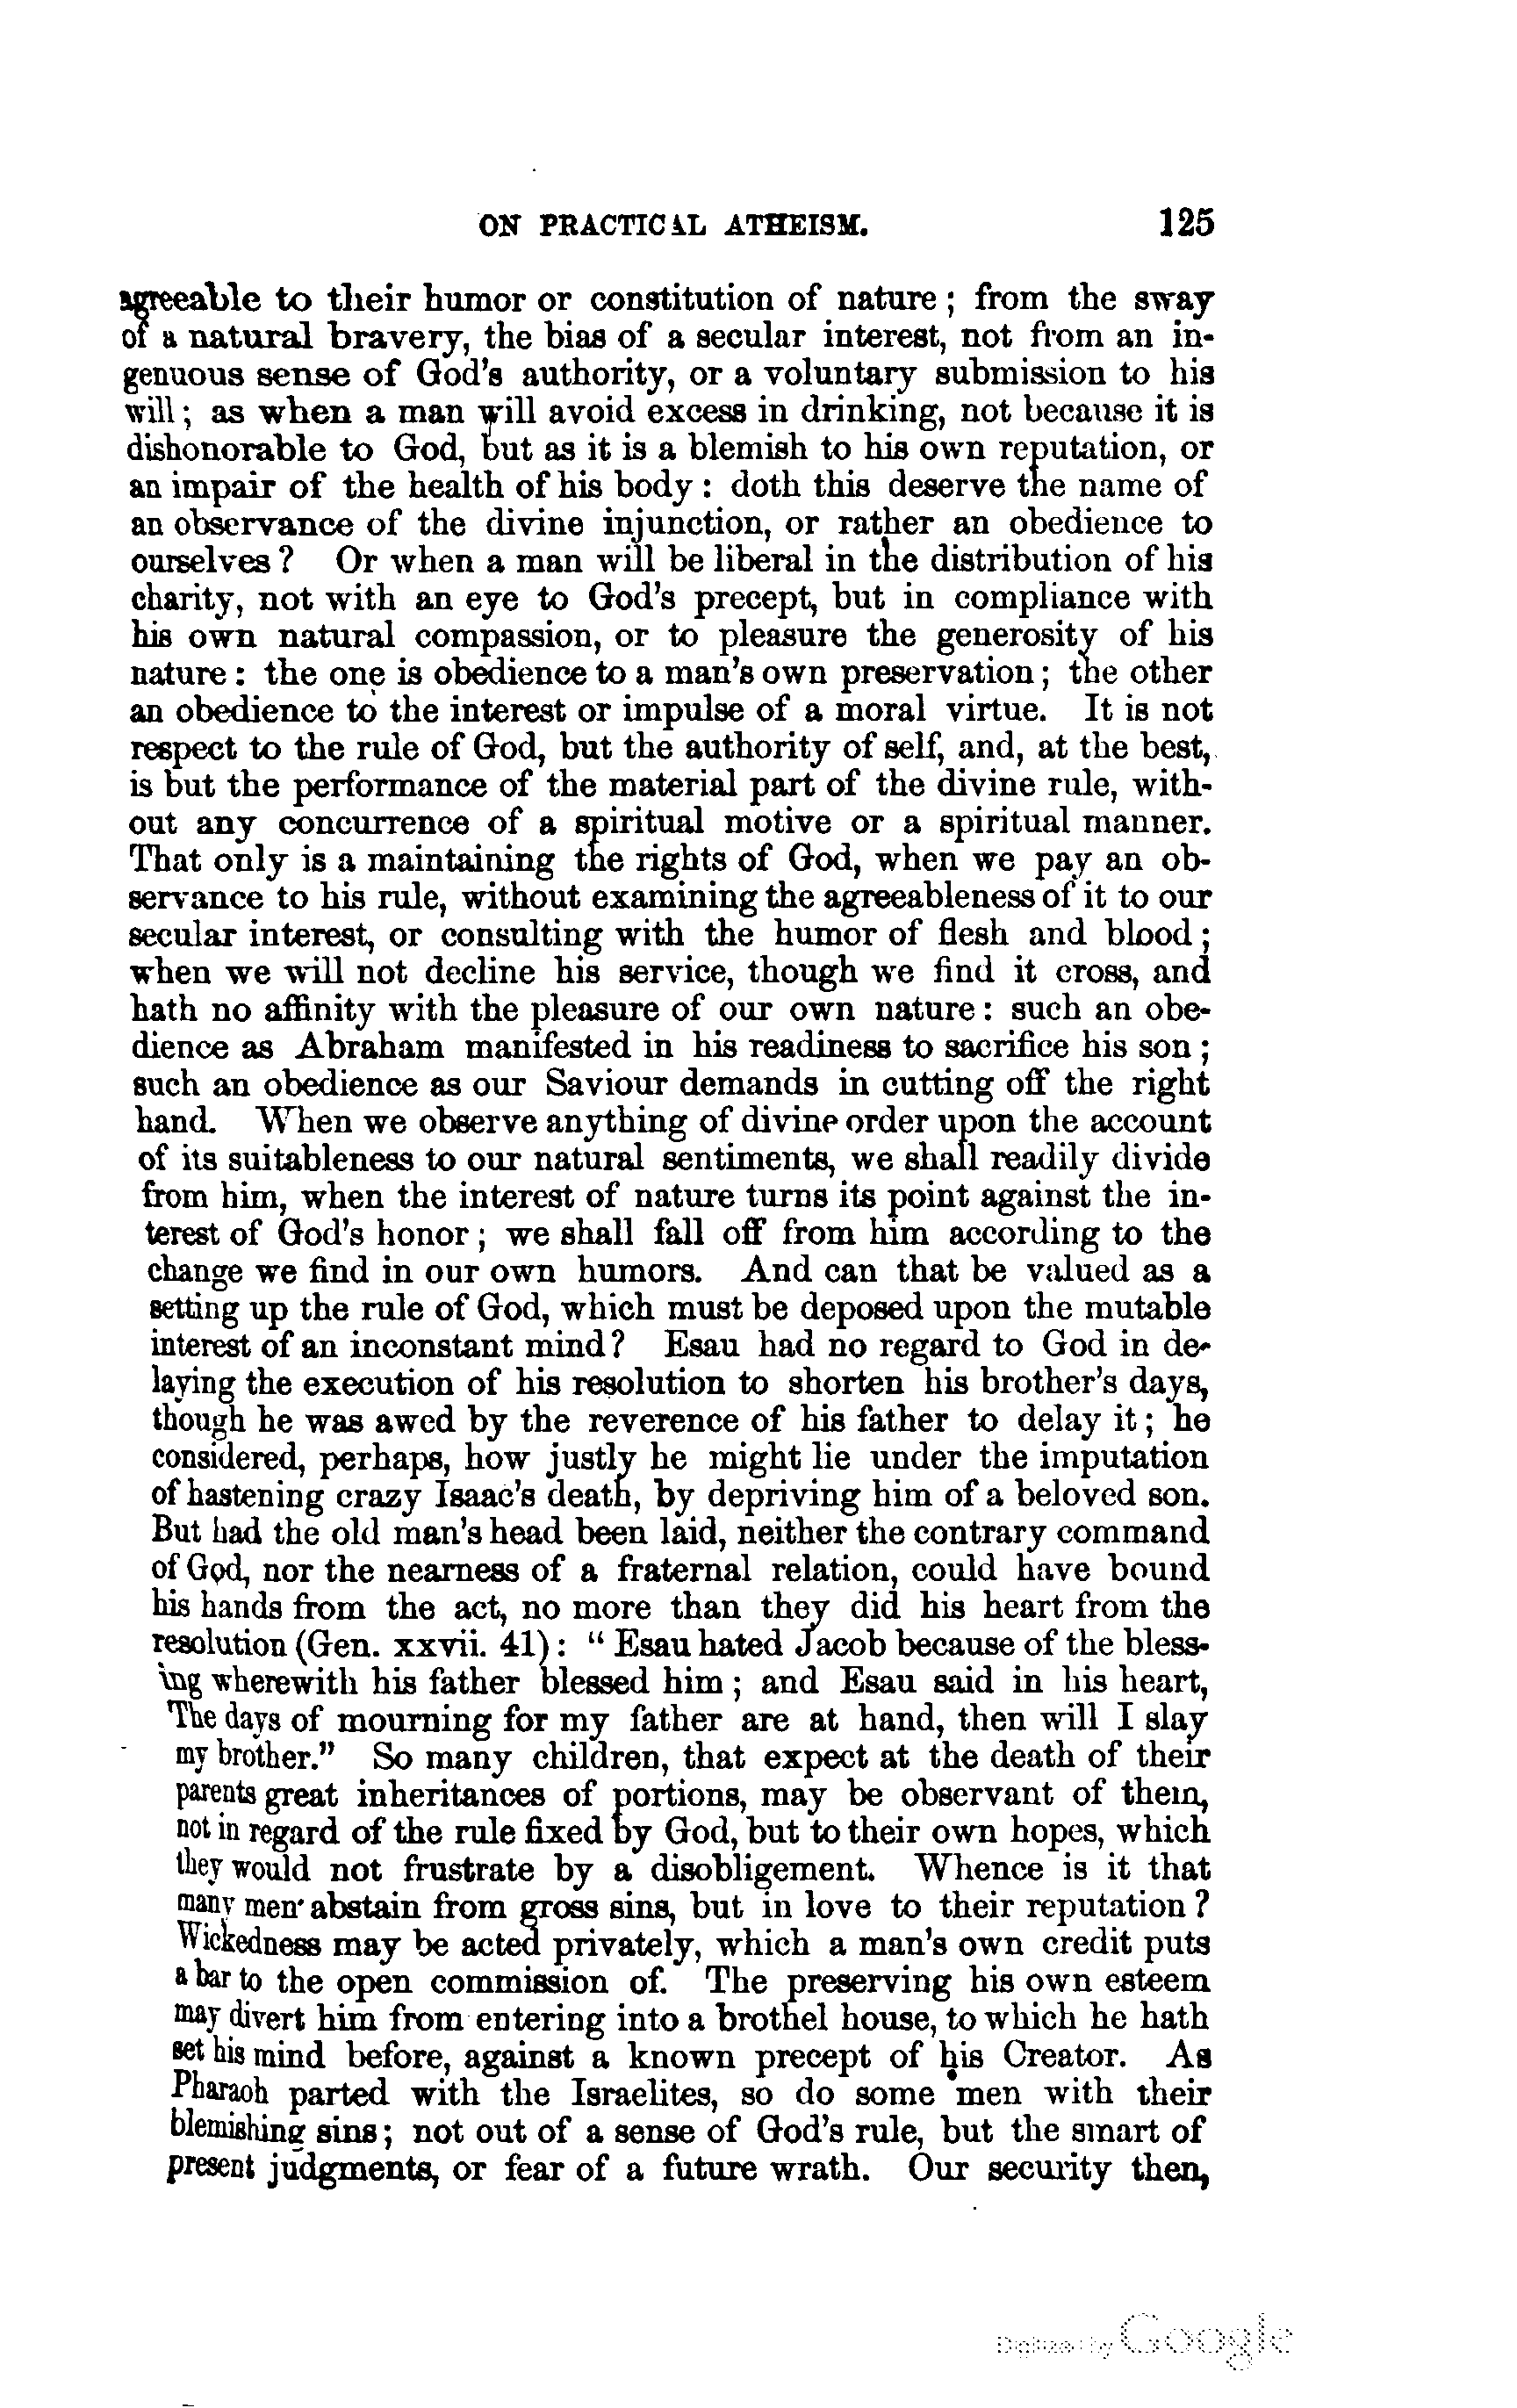 ON PRACTICAL ATHEISM. 125
agreeable to their humor or constitution of nature; from the sway
of a natural bravery, the bias of a secular interest, not from an in-
genuous sense of God's authority, or a voluntary submission to his
will; as when a man will avoid excess in drinking, not because it is
dishonorable to God, but as it is a blemish to his own reputation, or
an impair of the health of his body: doth this deserve the name of
an observance of the divine injunction, or rather an obedience to
ourselves? Or when a man will be liberal in the distribution of his
charity, not with an eye to God's precept, but in compliance with
his own natural compassion, or to pleasure the generosity of his
nature: the one is obedience to a man's own preservation; the other
an obedience to the interest or impulse of a moral virtue. It is not
respect to the rule of God, but the authority of self, and, at the best,
is but the performance of the material part of the divine rule, with-
out any concurrence of a spiritual motive or a spiritual manner.
That only is a maintaining the rights of God, when we pay an ob-
servance to his rule, without examining the agreeableness of it to our
secular interest, or consulting with the humor of flesh and blood;
when we will not decline his service, though we find it cross, and
hath no affinity with the pleasure of our own nature: such an obe-
dience as Abraham manifested in his readiness to sacrifice his son;
such an obedience as our Saviour demands in cutting off the right
hand. When we observe anything of divine order upon the account
of its suitableness to our natural sentiments, we shall readily divide
from him, when the interest of nature turns its point against the in-
terest of God's honor; we shall fall off from him according to the
change we find in our own humors. And can that be valued as a
setting up the rule of God, which must be deposed upon the mutable
interest of an inconstant mind? Esau had no regard to God in de-
laying the execution of his resolution to shorten his brother's days,
though he was awed by the reverence of his father to delay it; he
considered, perhaps, how justly he might lie under the imputation
of hastening crazy Isaac's death, by depriving him of a beloved son.
But had the old man's head been laid, neither the contrary command
of God, nor the nearness of a fraternal relation, could have bound
his hands from the act, no more than they did his heart from the
resolution (Gen. xxvii. 41): "Esau hated Jacob because of the bless-
ing wherewith his father blessed him; and Esau said in his heart,
The days of mourning for my father are at hand, then will I slay
my brother." So many children, that expect at the death of their
parents great inheritances of portions, may be observant of them,
not in regard of the rule fixed by God, but to their own hopes, which
they would not frustrate by a disobligement. Whence is it that
many men abstain from gross sins, but in love to their reputation?
Wickedness may be acted privately, which a man's own credit puts
a bar to the open commission of. The preserving his own esteem
may divert him from entering into a brothel house, to which he hath
set his mind before, against a known precept of his Creator. As
Pharaoh parted with the Israelites, so do some men with their
blemishing sins; not out of a sense of God's rule, but the smart of
present judgments, or fear of a future wrath. Our security then,
Digitized by Google